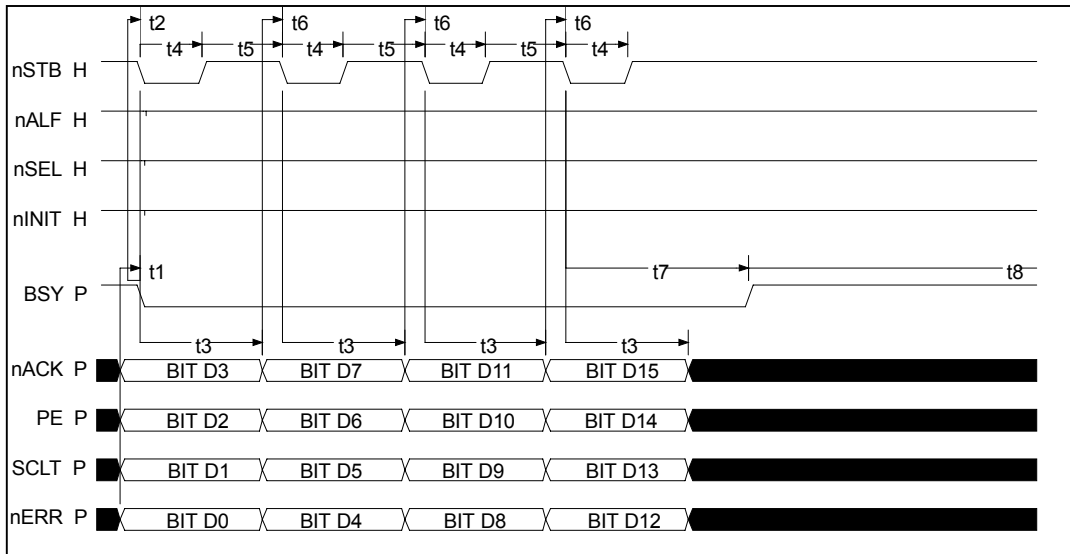 t2 t6 t6 t6
t4 t5 t4 t5 t4 t5 t4
nSTB H
nALF H
nSEL H
nINIT H
t1 t7 t8
BSY P
t3 t3 t3 t3
nACK P BIT D3 BIT D7 BIT D11 BIT D15
PE P BIT D2 BIT D6 BIT D10 BIT D14
SCLT P BIT D1 BIT D5 BIT D9 BIT D13
nERR P BIT D0 BIT D4 BIT D8 BIT D12